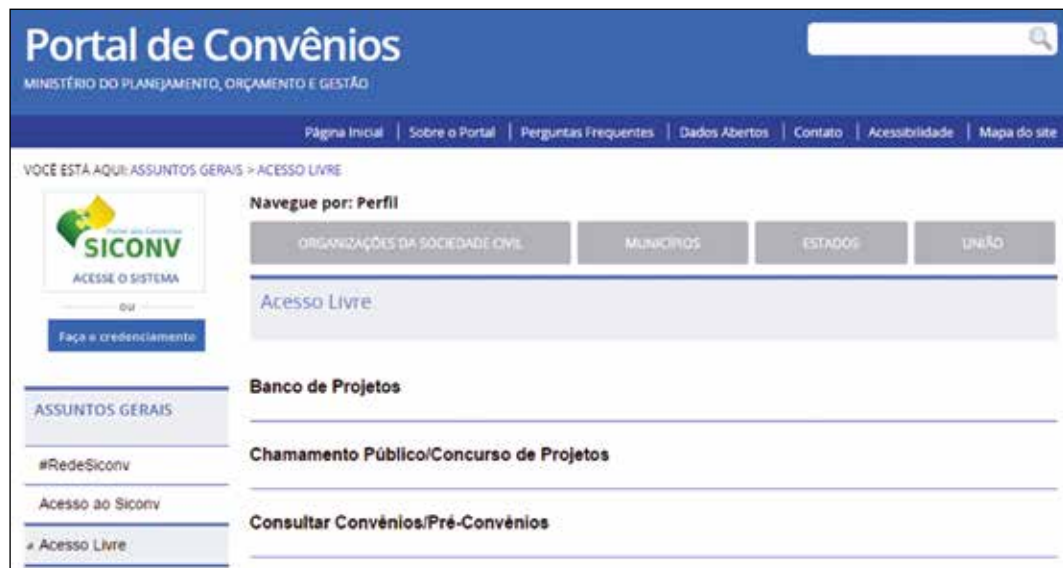 Portal de Convênios
MINISTÉRIO DO PLANEJAMENTO, ORÇAMENTO E GESTÃO
Página Inicial | Sobre o Portal | Perguntas Frequentes | Dados Abertos | Contato | Acessibilidade | Mapa do site
VOCÊ ESTÁ AQUI: ASSUNTOS GERAIS > ACESSO LIVRE
Portal dos Convênios
SICONV
ACESSE O SISTEMA
ou
Faça o credenciamento
ASSUNTOS GERAIS
#RedeSiconv
Acesso ao Siconv
Acesso Livre
Navegue por: Perfil
ORGANIZAÇÕES DA SOCIEDADE CIVIL MUNICÍPIOS ESTADOS UNIÃO
Acesso Livre
Banco de Projetos
Chamamento Público/Concurso de Projetos
Consultar Convênios/Pré-Convênios